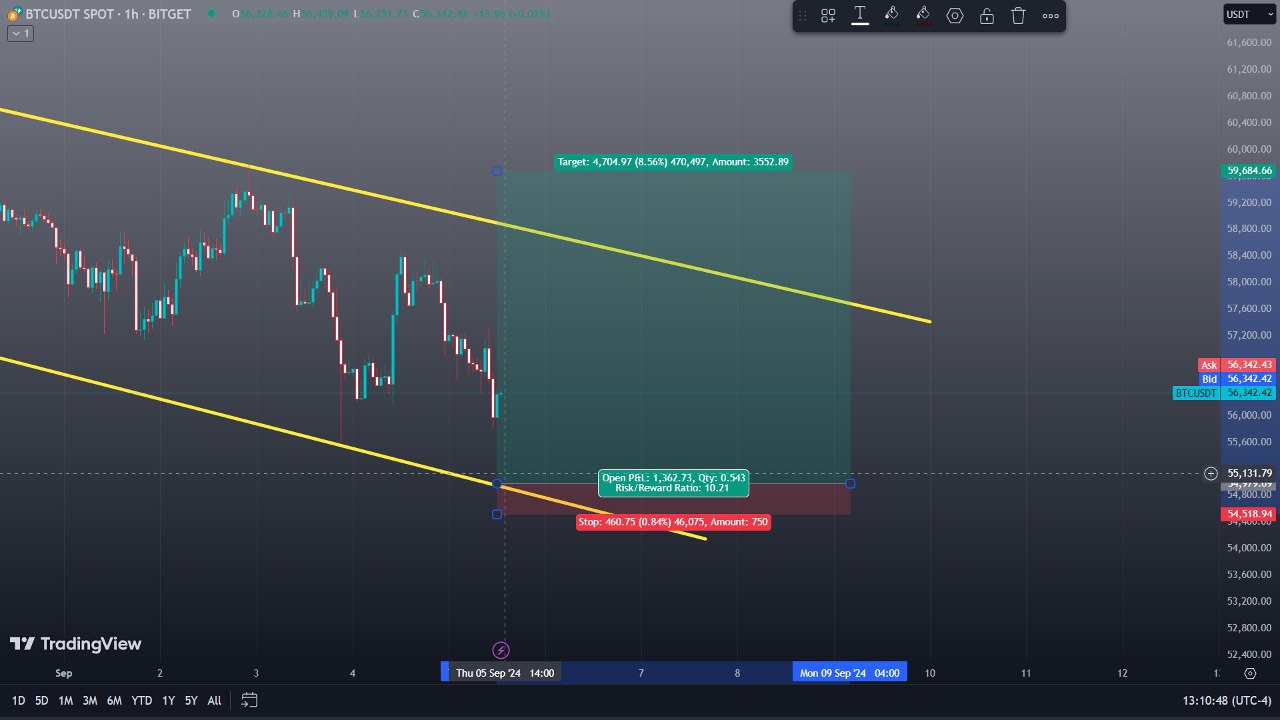 BTCUSDT SPOT · 1h · BITGET
O56,328.46 H56,409.09 L56,251.73 C56,342.42 +13.96 (+0.02%)
1
USDT
61,600.00
61,200.00
60,800.00
60,400.00
60,000.00
Target: 4,704.97 (8.56%) 470,497, Amount: 3552.89
59,684.66
59,200.00
58,800.00
58,400.00
58,000.00
57,600.00
57,200.00
Ask 56,342.43
Bid 56,342.42
BTCUSDT 56,342.42
56,000.00
55,600.00
55,131.79
Open P&L: 1,362.73, Qty: 0.543
Risk/Reward Ratio: 10.21
54,800.00
54,518.94
Stop: 460.75 (0.84%) 46,075, Amount: 750
54,000.00
53,600.00
53,200.00
52,800.00
52,400.00
TradingView
Sep 2 3 4 Thu 05 Sep '24 14:00 7 8 Mon 09 Sep '24 04:00 10 11 12
1D 5D 1M 3M 6M YTD 1Y 5Y All
13:10:48 (UTC-4)